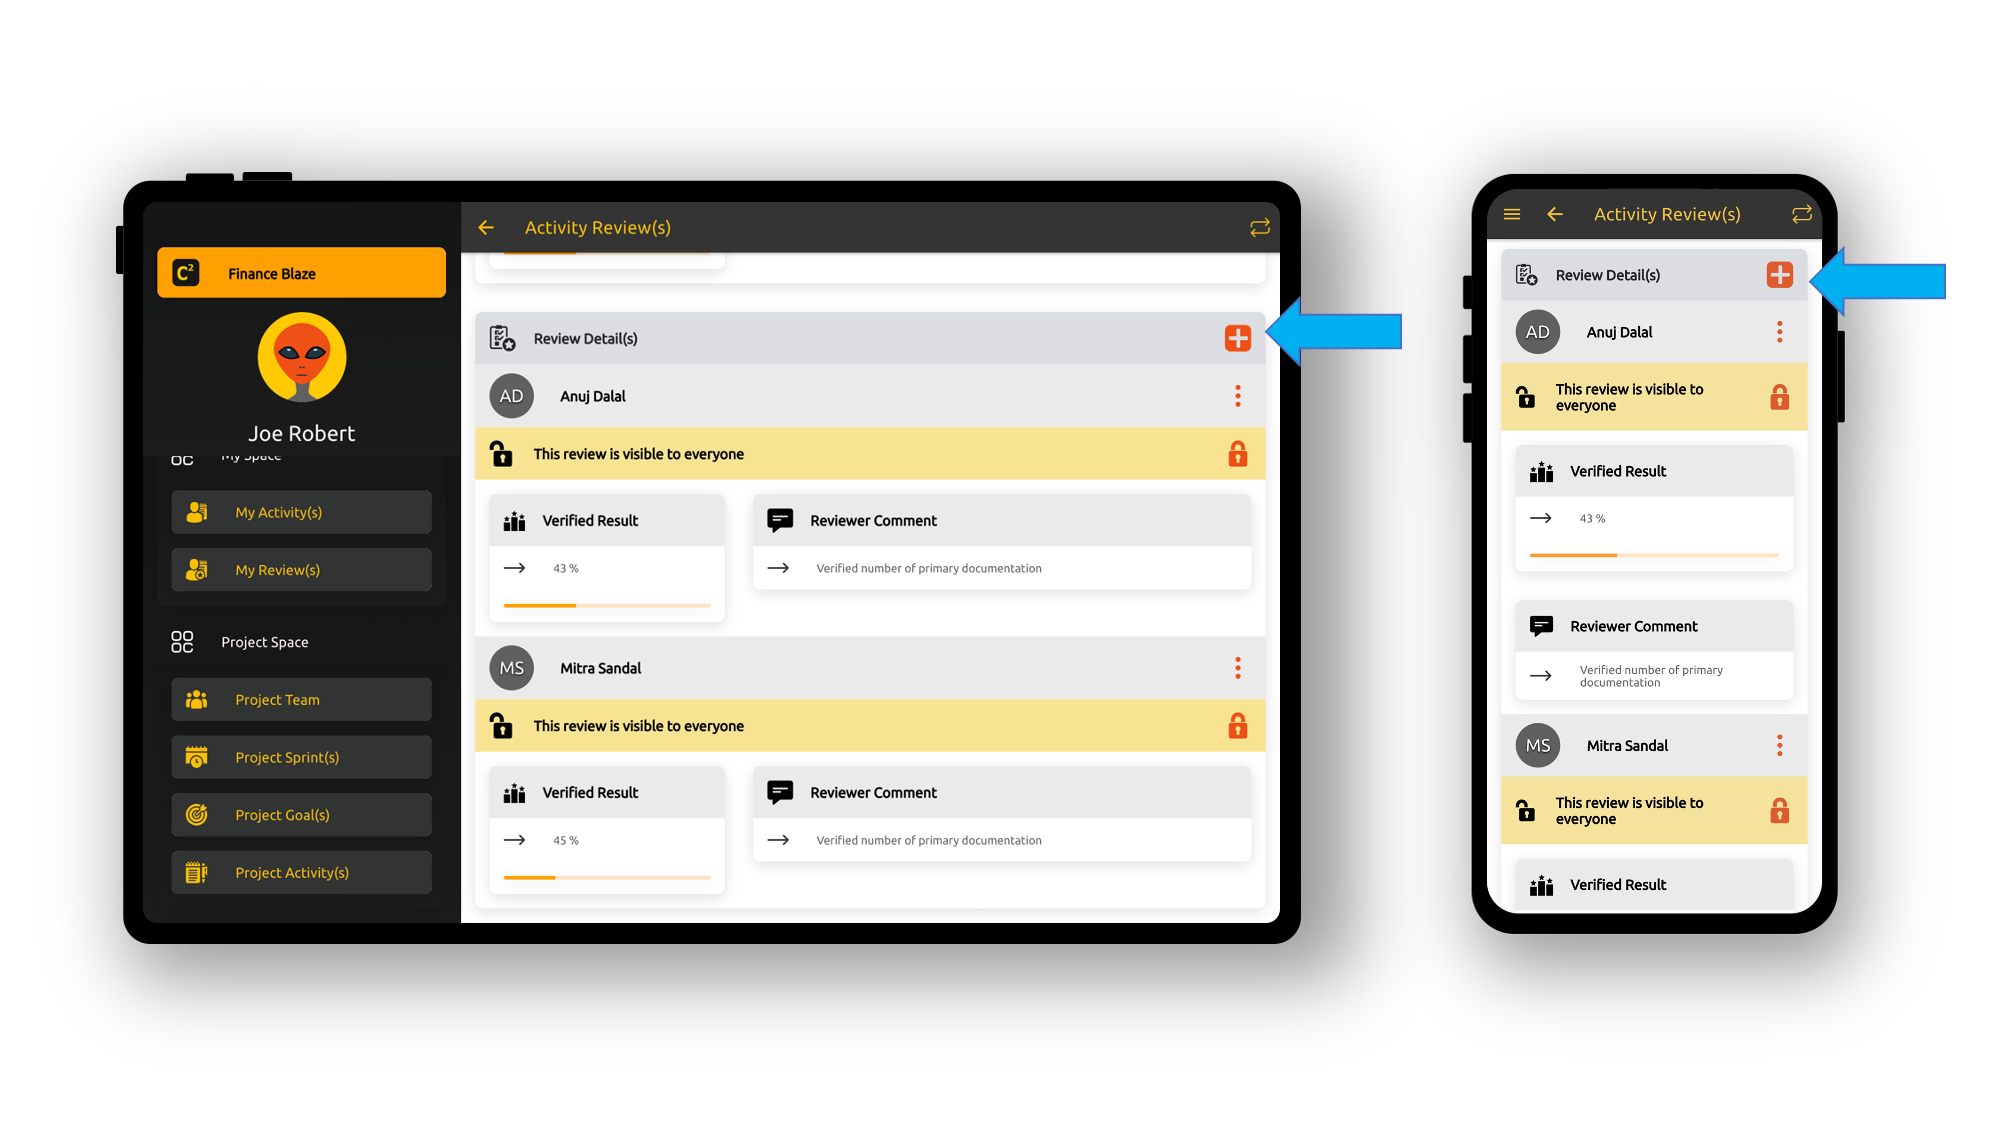 C²
Finance Blaze
Joe Robert
My Space
My Activity(s)
My Review(s)
Project Space
Project Team
Project Sprint(s)
Project Goal(s)
Project Activity(s)
Activity Review(s)
Review Detail(s)
AD
Anuj Dalal
This review is visible to everyone
Verified Result
43 %
Reviewer Comment
Verified number of primary documentation
MS
Mitra Sandal
This review is visible to everyone
Verified Result
45 %
Reviewer Comment
Verified number of primary documentation
Activity Review(s)
Review Detail(s)
AD
Anuj Dalal
This review is visible to
everyone
Verified Result
43 %
Reviewer Comment
Verified number of primary
documentation
MS
Mitra Sandal
This review is visible to
everyone
Verified Result